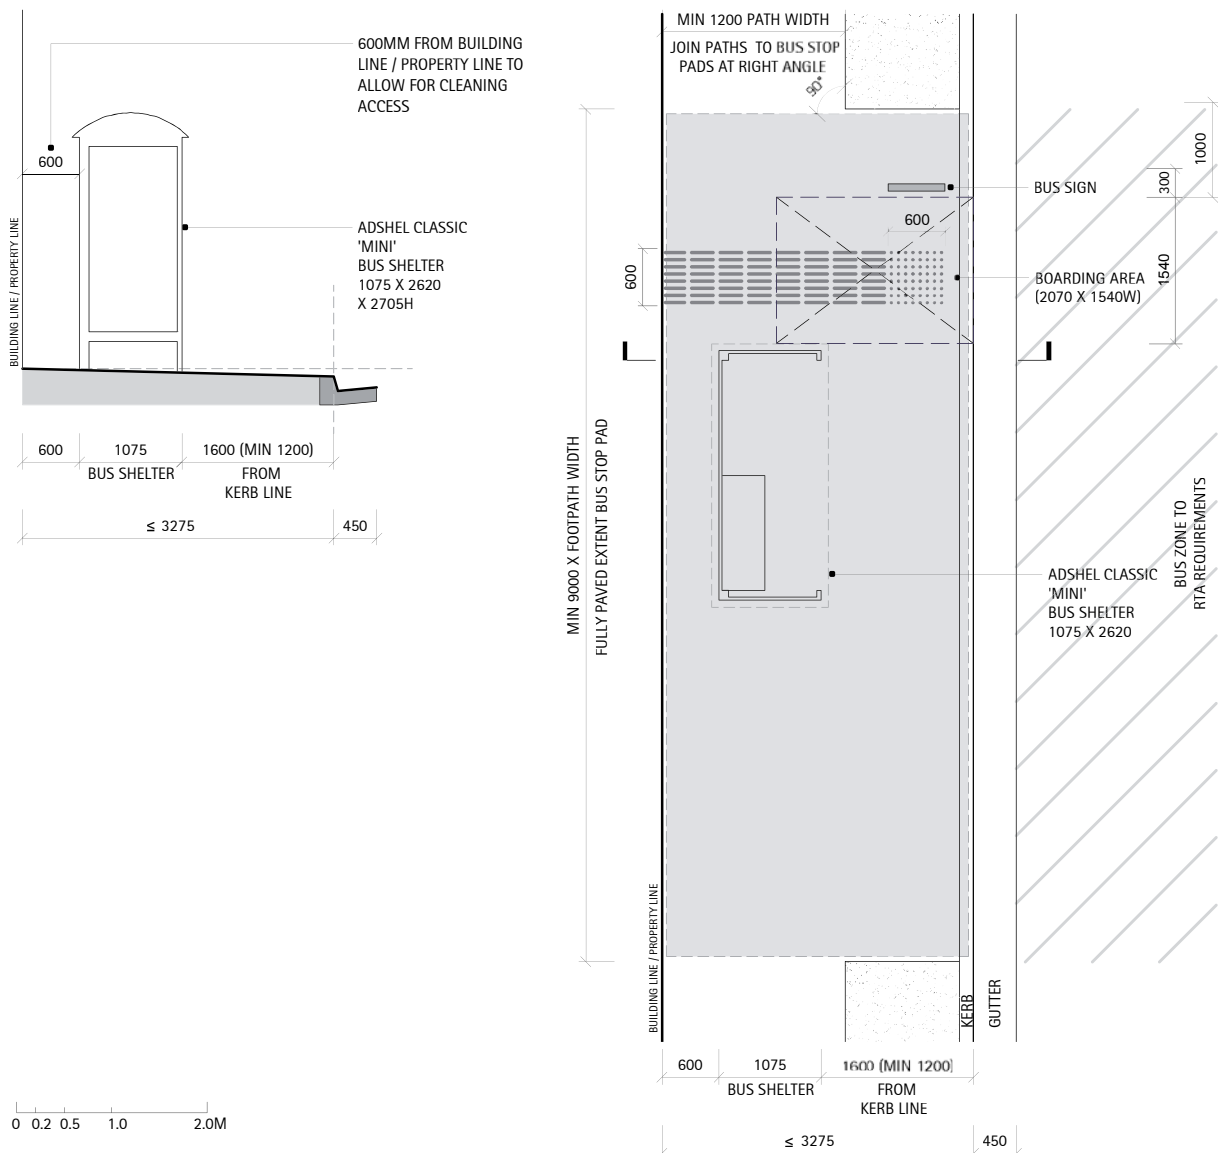 600MM FROM BUILDING
LINE / PROPERTY LINE TO
ALLOW FOR CLEANING
ACCESS
600
BUILDING LINE / PROPERTY LINE
ADSHEL CLASSIC
'MINI'
BUS SHELTER
1075 X 2620
X 2705H
600
1075
1600 (MIN 1200)
BUS SHELTER
FROM
KERB LINE
≤ 3275
450
0 0.2 0.5 1.0 2.0M
MIN 1200 PATH WIDTH
JOIN PATHS TO BUS STOP
PADS AT RIGHT ANGLE
90°
1000
300
BUS SIGN
600
600
BOARDING AREA
(2070 X 1540W)
1540
MIN 9000 X FOOTPATH WIDTH
FULLY PAVED EXTENT BUS STOP PAD
ADSHEL CLASSIC
'MINI'
BUS SHELTER
1075 X 2620
BUS ZONE TO
RTA REQUIREMENTS
BUILDING LINE / PROPERTY LINE
KERB
GUTTER
600
1075
1600 (MIN 1200)
BUS SHELTER
FROM
KERB LINE
≤ 3275
450